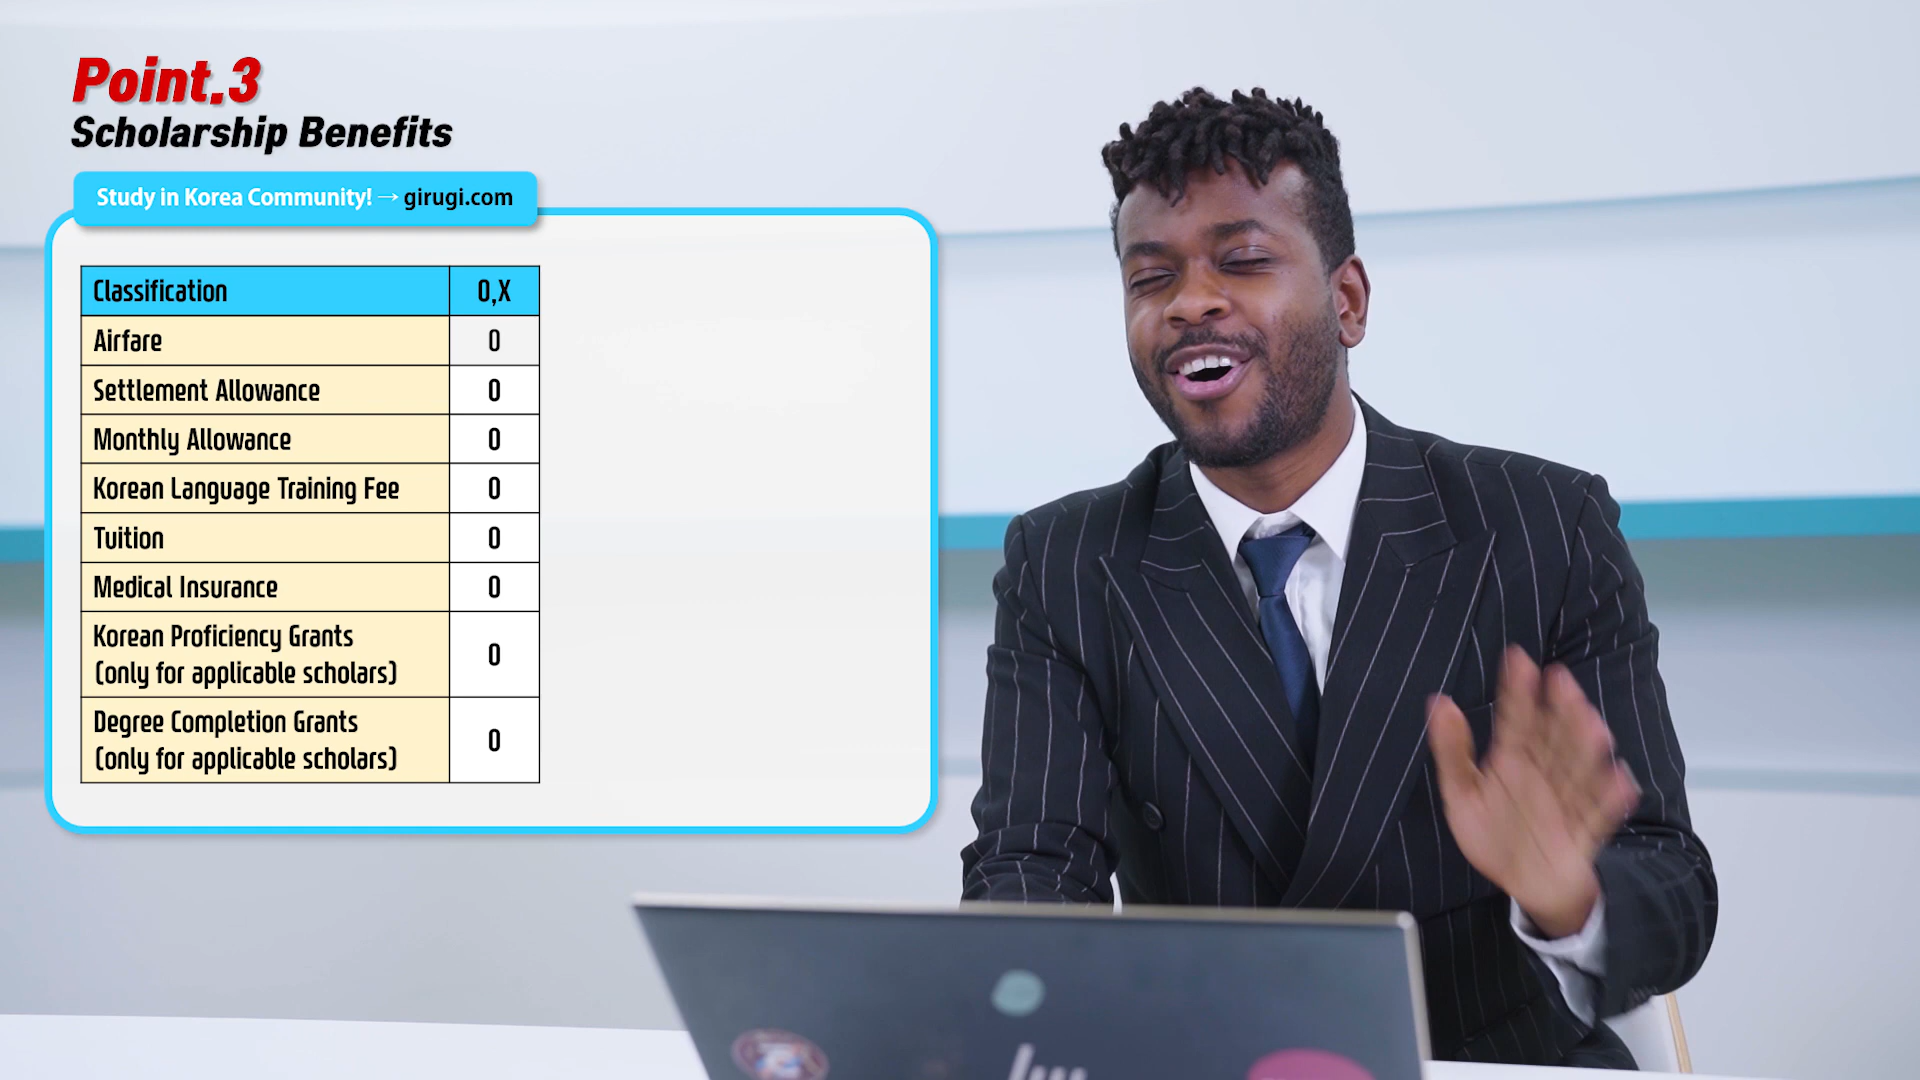 Point.3
Scholarship Benefits
Study in Korea Community! → girugi.com
Classification O,X
Airfare O
Settlement Allowance O
Monthly Allowance O
Korean Language Training Fee O
Tuition O
Medical Insurance O
Korean Proficiency Grants
(only for applicable scholars) O
Degree Completion Grants
(only for applicable scholars) O